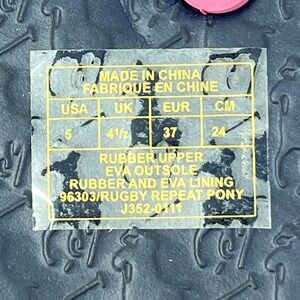 MADE IN CHINA
FABRIQUE EN CHINE
USA UK EUR CM
5 4½ 37 24
RUBBER UPPER
EVA OUTSOLE
RUBBER AND EVA LINING
96303/RUGBY REPEAT PONY
J352-0111